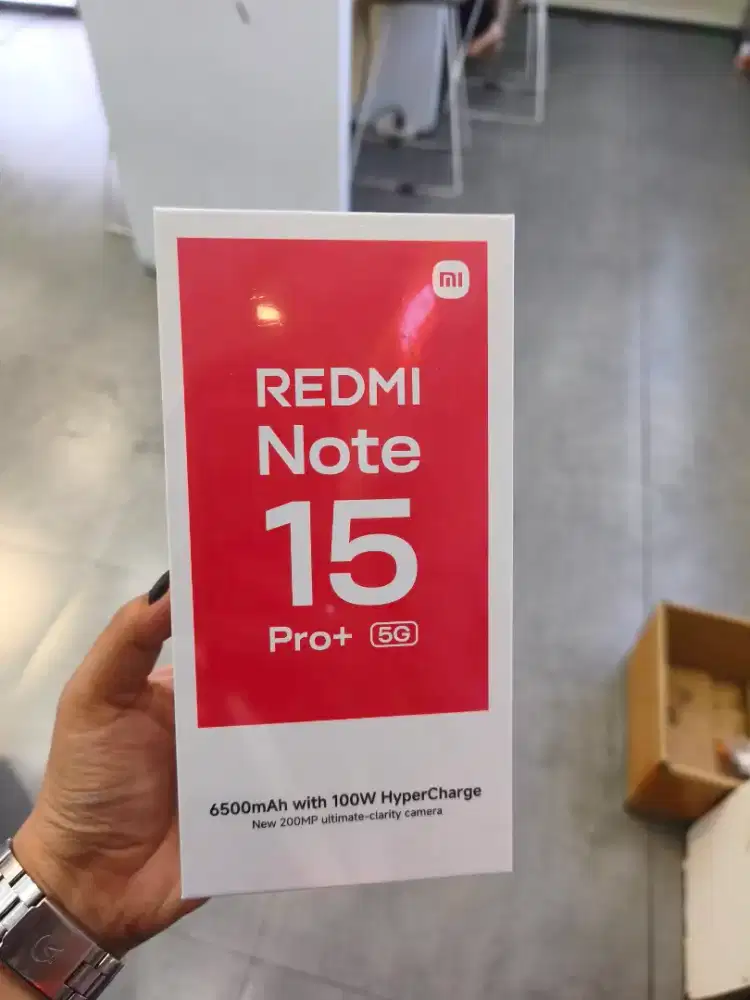 mi
REDMI
Note
15
Pro+ 5G
6500mAh with 100W HyperCharge
New 200MP ultimate-clarity camera